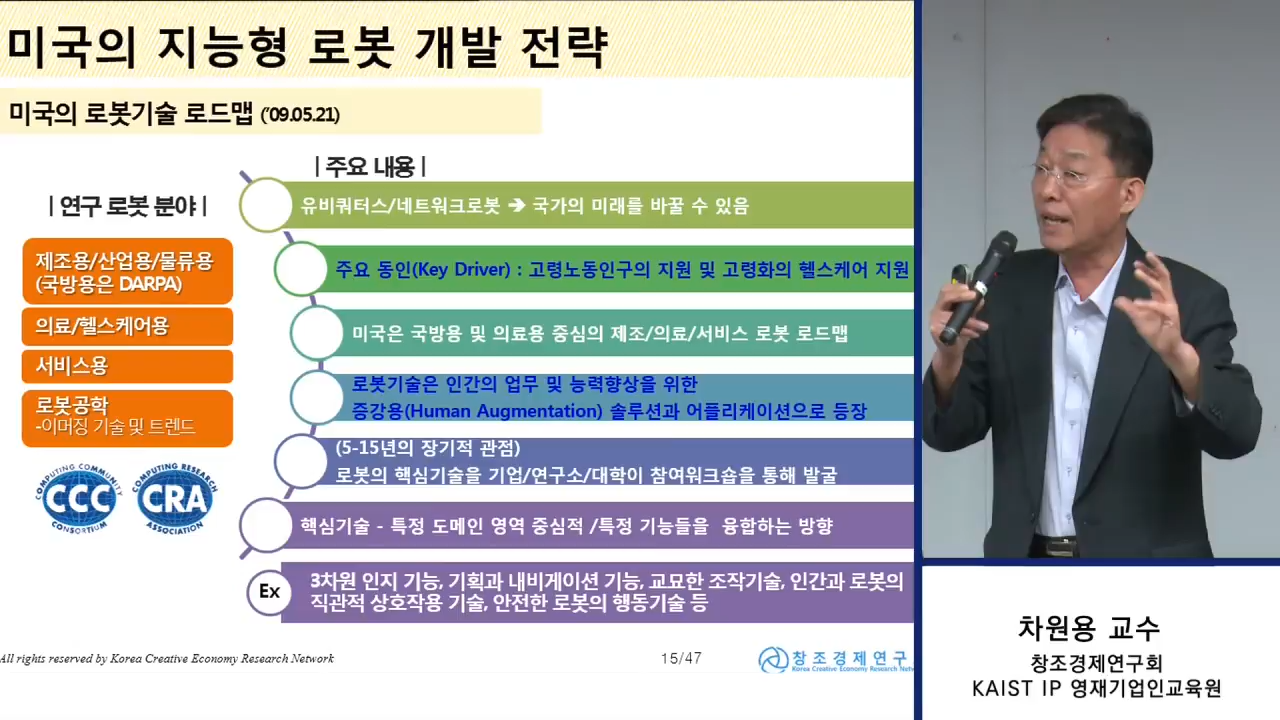 미국의 지능형 로봇 개발 전략
미국의 로봇기술 로드맵 ('09.05.21)
| 연구 로봇 분야 |
제조용/산업용/물류용
(국방용은 DARPA)
의료/헬스케어용
서비스용
로봇공학
-이머징 기술 및 트렌드
COMPUTING COMMUNITY
CCC
CONSORTIUM
COMPUTING RESEARCH
CRA
ASSOCIATION
| 주요 내용 |
유비쿼터스/네트워크로봇 → 국가의 미래를 바꿀 수 있음
주요 동인(Key Driver) : 고령노동인구의 지원 및 고령화의 헬스케어 지원
미국은 국방용 및 의료용 중심의 제조/의료/서비스 로봇 로드맵
로봇기술은 인간의 업무 및 능력향상을 위한
증강용(Human Augmentation) 솔루션과 어플리케이션으로 등장
(5-15년의 장기적 관점)
로봇의 핵심기술을 기업/연구소/대학이 참여워크숍을 통해 발굴
핵심기술 - 특정 도메인 영역 중심적 /특정 기능들을 융합하는 방향
Ex
3차원 인지 기능, 기획과 내비게이션 기능, 교묘한 조작기술, 인간과 로봇의
직관적 상호작용 기술, 안전한 로봇의 행동기술 등
All rights reserved by Korea Creative Economy Research Network
15/47
창조경제연구
Korea Creative Economy Research Netw
차원용 교수
창조경제연구회
KAIST IP 영재기업인교육원